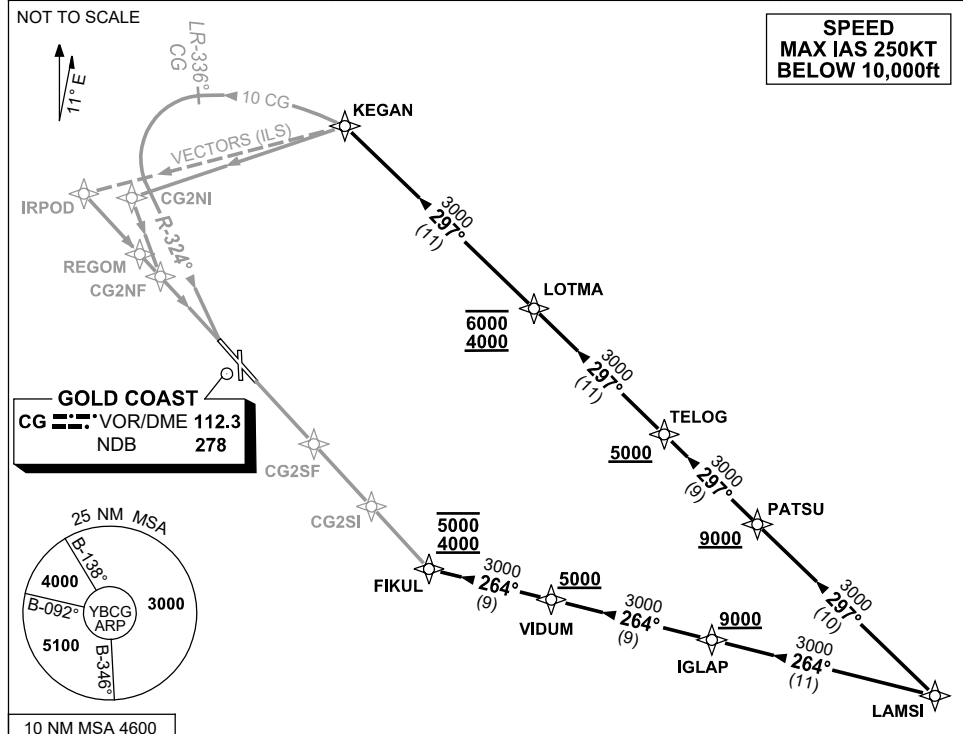 NOT TO SCALE
SPEED
MAX IAS 250KT
BELOW 10,000ft
11° E
LR-336°
CG
10 CG
KEGAN
VECTORS (ILS)
IRPOD
CG2NI
R-324°
REGOM
CG2NF
3000
297°
(11)
LOTMA
6000
4000
3000
297°
(11)
TELOG
5000
3000
297°
(9)
PATSU
9000
3000
297°
(10)
GOLD COAST
CG VOR/DME 112.3
NDB 278
CG2SF
CG2SI
5000
4000
FIKUL
3000
264°
(9)
5000
VIDUM
3000
264°
(9)
9000
IGLAP
3000
264°
(11)
LAMSI
25 NM MSA
B-138°
4000
3000
B-092°
YBCG
ARP
5100
B-346°
10 NM MSA 4600